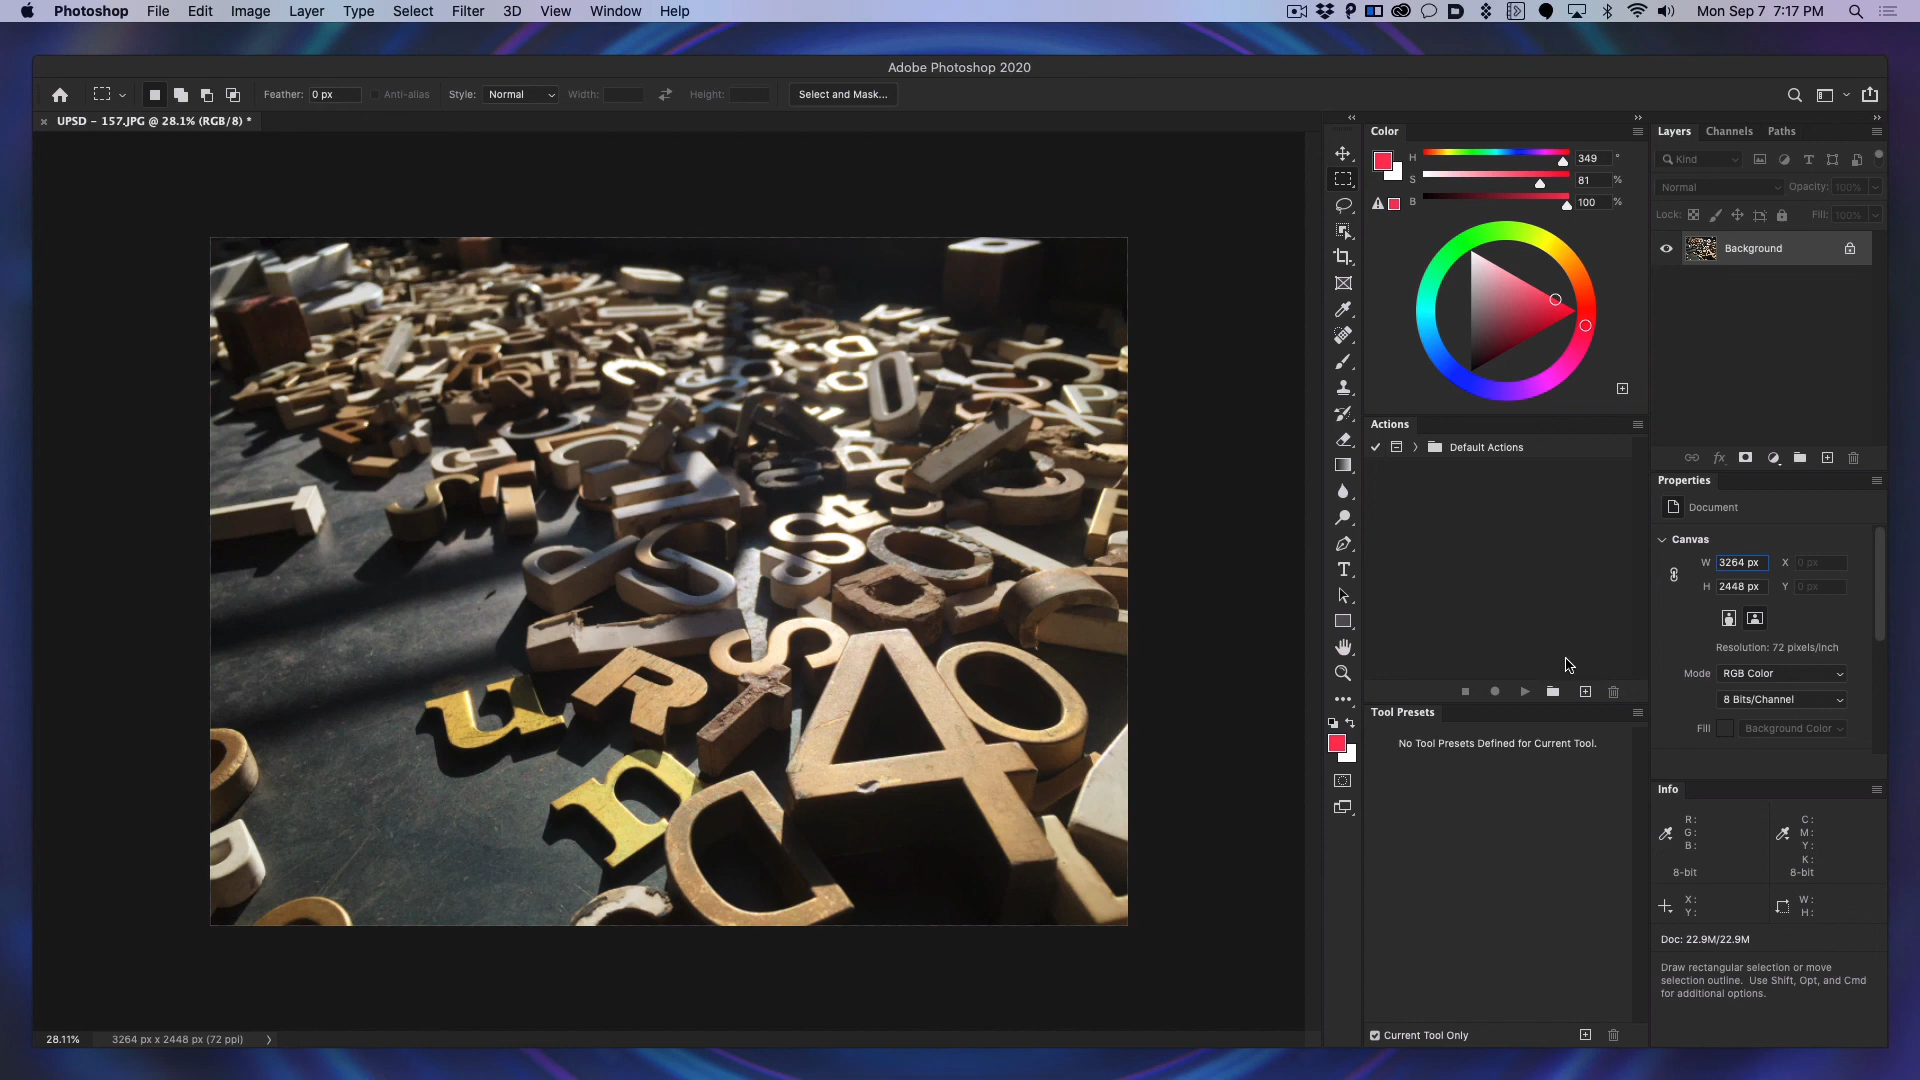 Photoshop File Edit Image Layer Type Select Filter 3D View Window Help Mon Sep 7 7:17 PM
Adobe Photoshop 2020
Feather: 0 px Anti-alias Style: Normal Width: Height: Select and Mask...
UPSD - 157.JPG @ 28.1% (RGB/8) *
Color
H 349 °
S 81 %
B 100 %
Actions
Default Actions
Tool Presets
No Tool Presets Defined for Current Tool.
Current Tool Only
Layers Channels Paths
Kind
Normal Opacity: 100%
Lock: Fill: 100%
Background
Properties
Document
Canvas
W 3264 px X 0 px
H 2448 px Y 0 px
Resolution: 72 pixels/inch
Mode RGB Color
8 Bits/Channel
Fill Background Color
Info
R: C:
G: M:
B: Y:
K:
8-bit 8-bit
X: W:
Y: H:
Doc: 22.9M/22.9M
Draw rectangular selection or move
selection outline. Use Shift, Opt, and Cmd
for additional options.
u R S 4 O
n D
28.11% 3264 px x 2448 px (72 ppi)